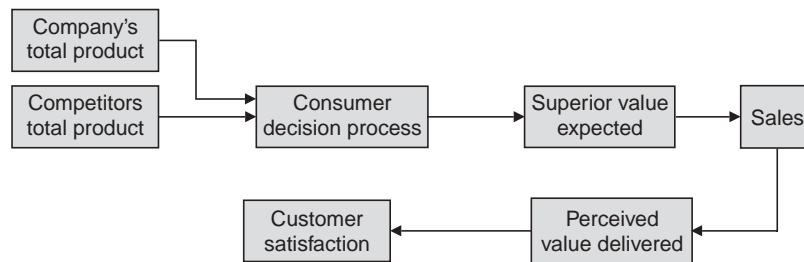 Company's
total product
Competitors
total product
Consumer
decision process
Superior value
expected
Sales
Perceived
value delivered
Customer
satisfaction